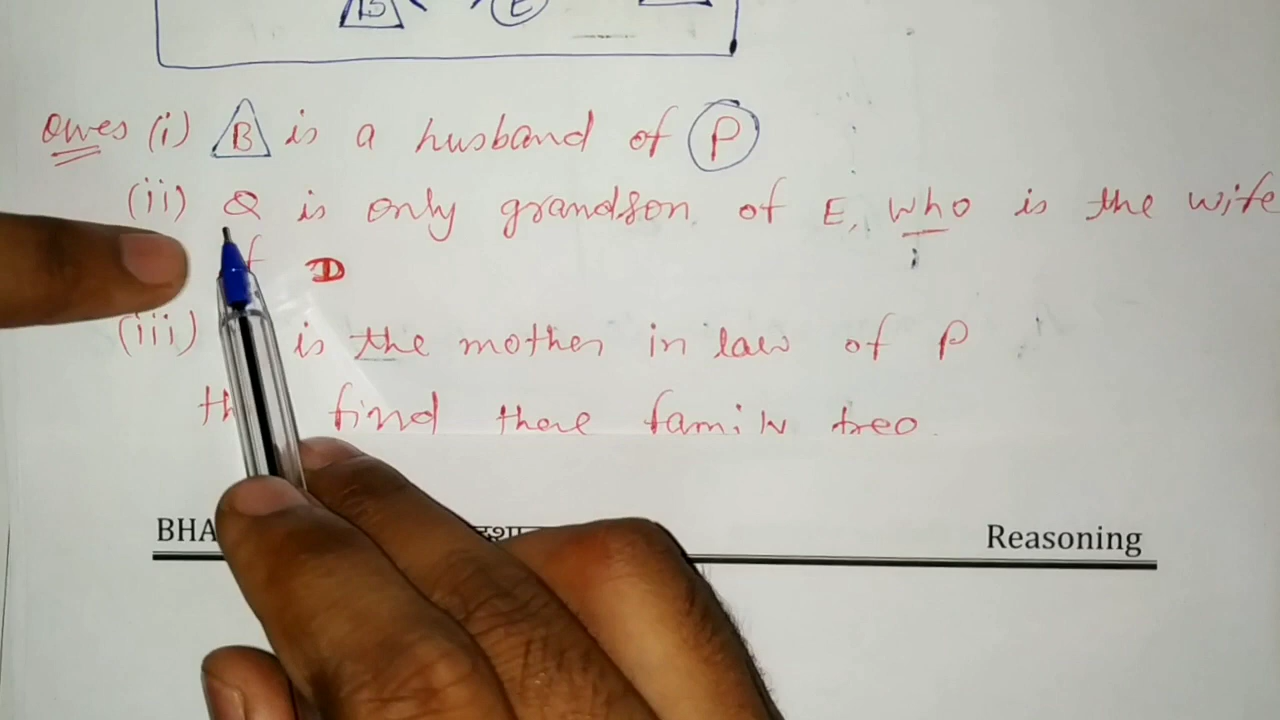 B E
Ques (i) B is a husband of P
(ii) Q is only grandson of E, who is the wife
D
(iii) is the mother in law of P
find there family treo.
BHA
Reasoning